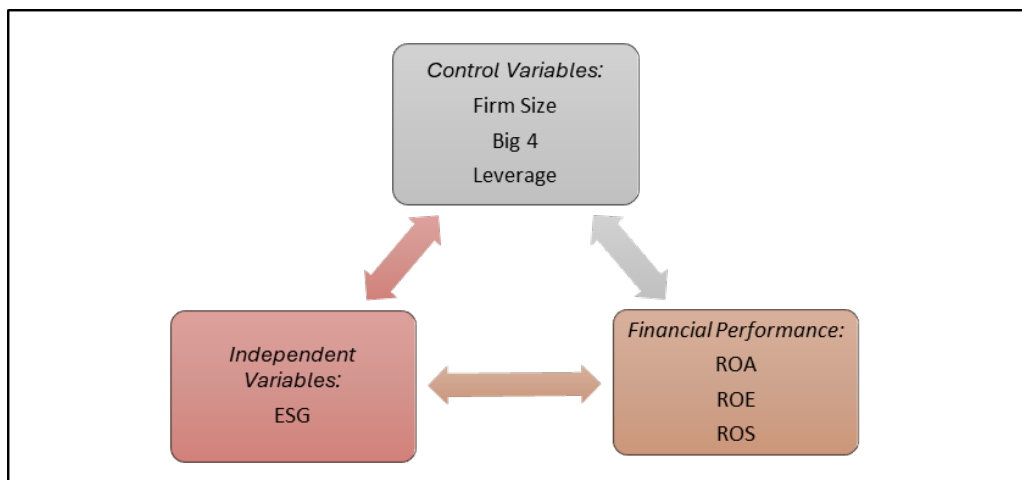 Control Variables:
Firm Size
Big 4
Leverage
Independent
Variables:
ESG
Financial Performance:
ROA
ROE
ROS